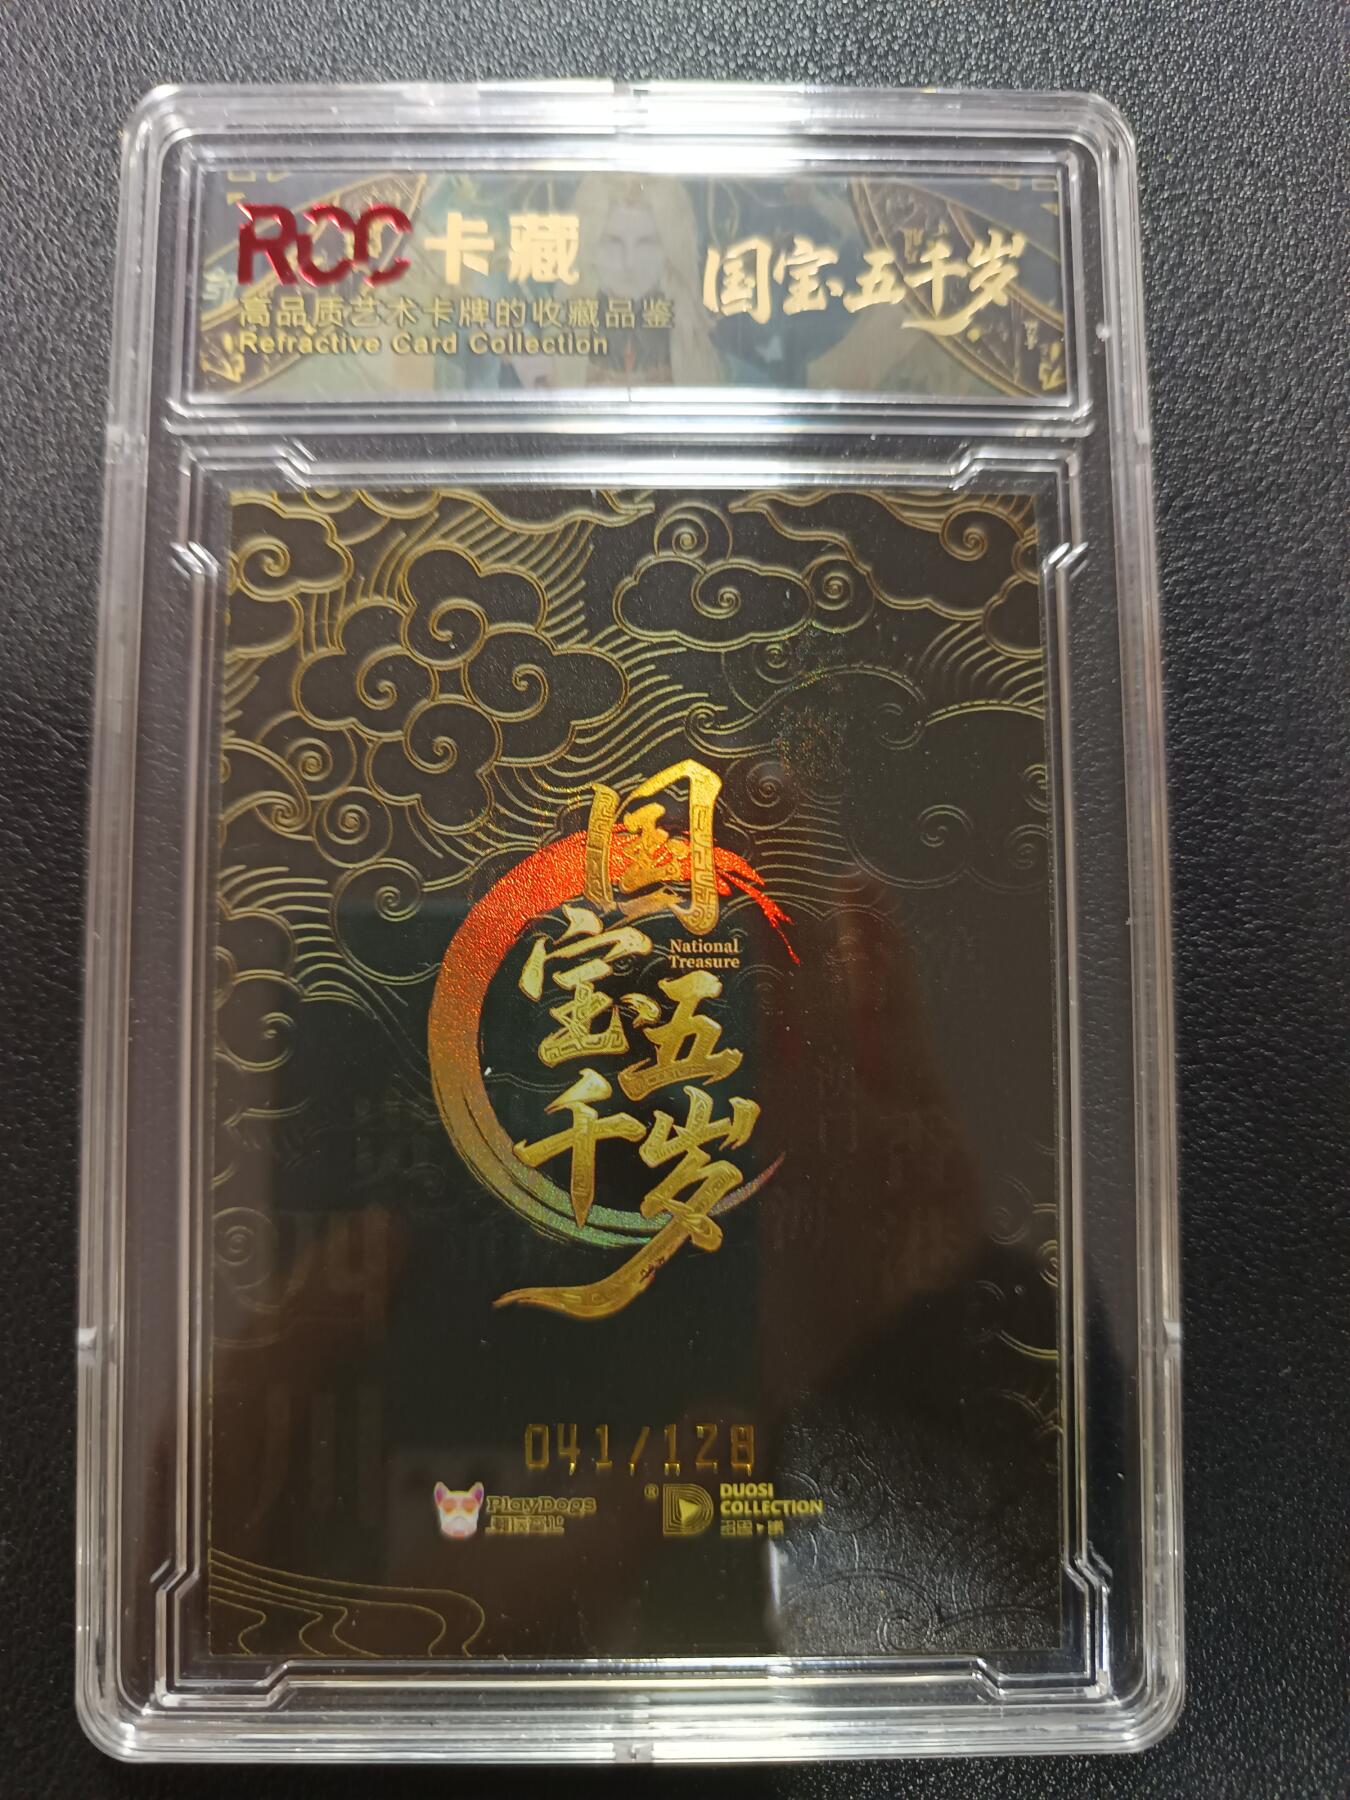 RCC 卡藏
高品质艺术卡牌的收藏品鉴
Refractive Card Collection
国宝五千岁
国宝五千岁
National
Treasure
041/128
PlayDogs
®
DUOSI
COLLECTION